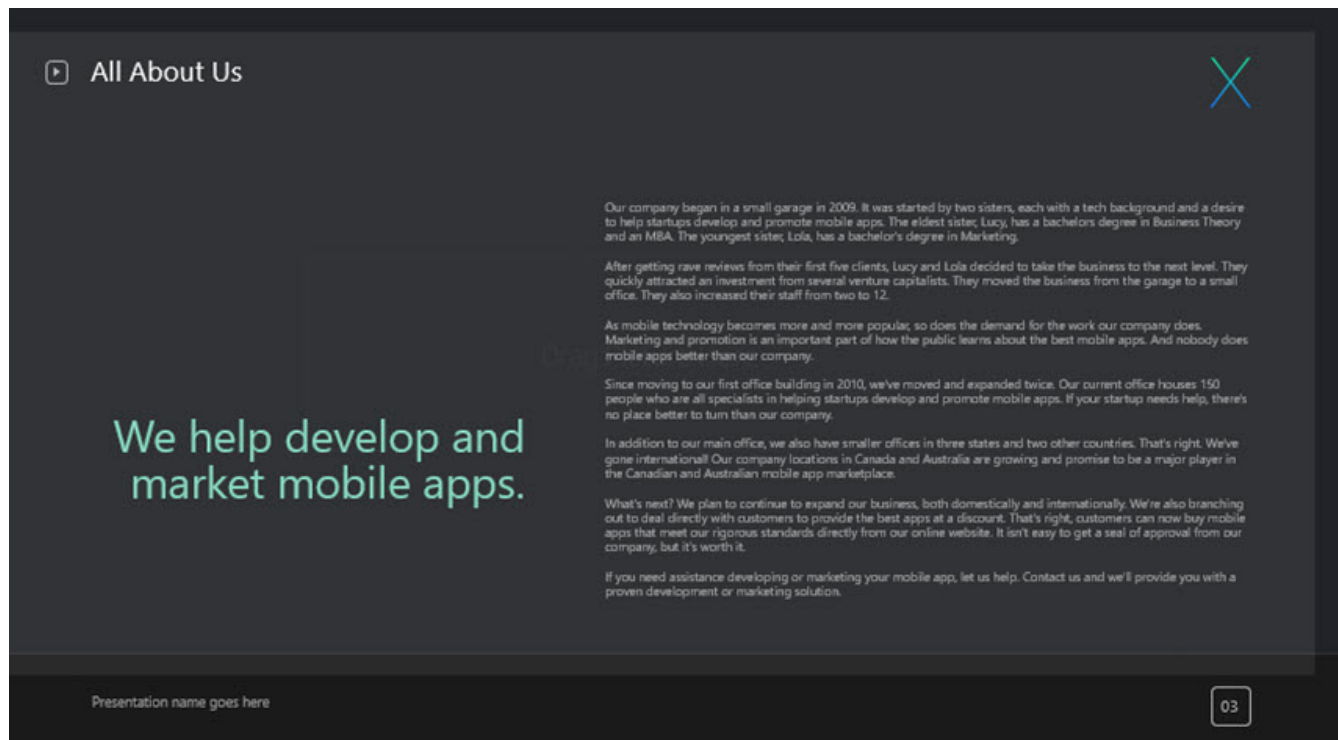 All About Us
Our company began in a small garage in 2009. It was started by two sisters, each with a tech background and a desire
to help startups develop and promote mobile apps. The eldest sister, Lucy, has a bachelors degree in Business Theory
and an MBA. The youngest sister, Lola, has a bachelor's degree in Marketing.
After getting rave reviews from their first five clients, Lucy and Lola decided to take the business to the next level. They
quickly attracted an investment from several venture capitalists. They moved the business from the garage to a small
office. They also increased their staff from two to 12.
As mobile technology becomes more and more popular, so does the demand for the work our company does.
Marketing and promotion is an important part of how the public learns about the best mobile apps. And nobody does
mobile apps better than our company.
Since moving to our first office building in 2010, we've moved and expanded twice. Our current office houses 150
people who are all specialists in helping startups develop and promote mobile apps. If your startup needs help, there's
no place better to turn than our company.
In addition to our main office, we also have smaller offices in three states and two other countries. That's right. We've
gone international! Our company locations in Canada and Australia are growing and promise to be a major player in
the Canadian and Australian mobile app marketplace.
What's next? We plan to continue to expand our business, both domestically and internationally. We're also branching
out to deal directly with customers to provide the best apps at a discount. That's right, customers can now buy mobile
apps that meet our rigorous standards directly from our online website. It isn't easy to get a seal of approval from our
company, but it's worth it.
If you need assistance developing or marketing your mobile app, let us help. Contact us and we'll provide you with a
proven development or marketing solution.
We help develop and
market mobile apps.
Presentation name goes here
03